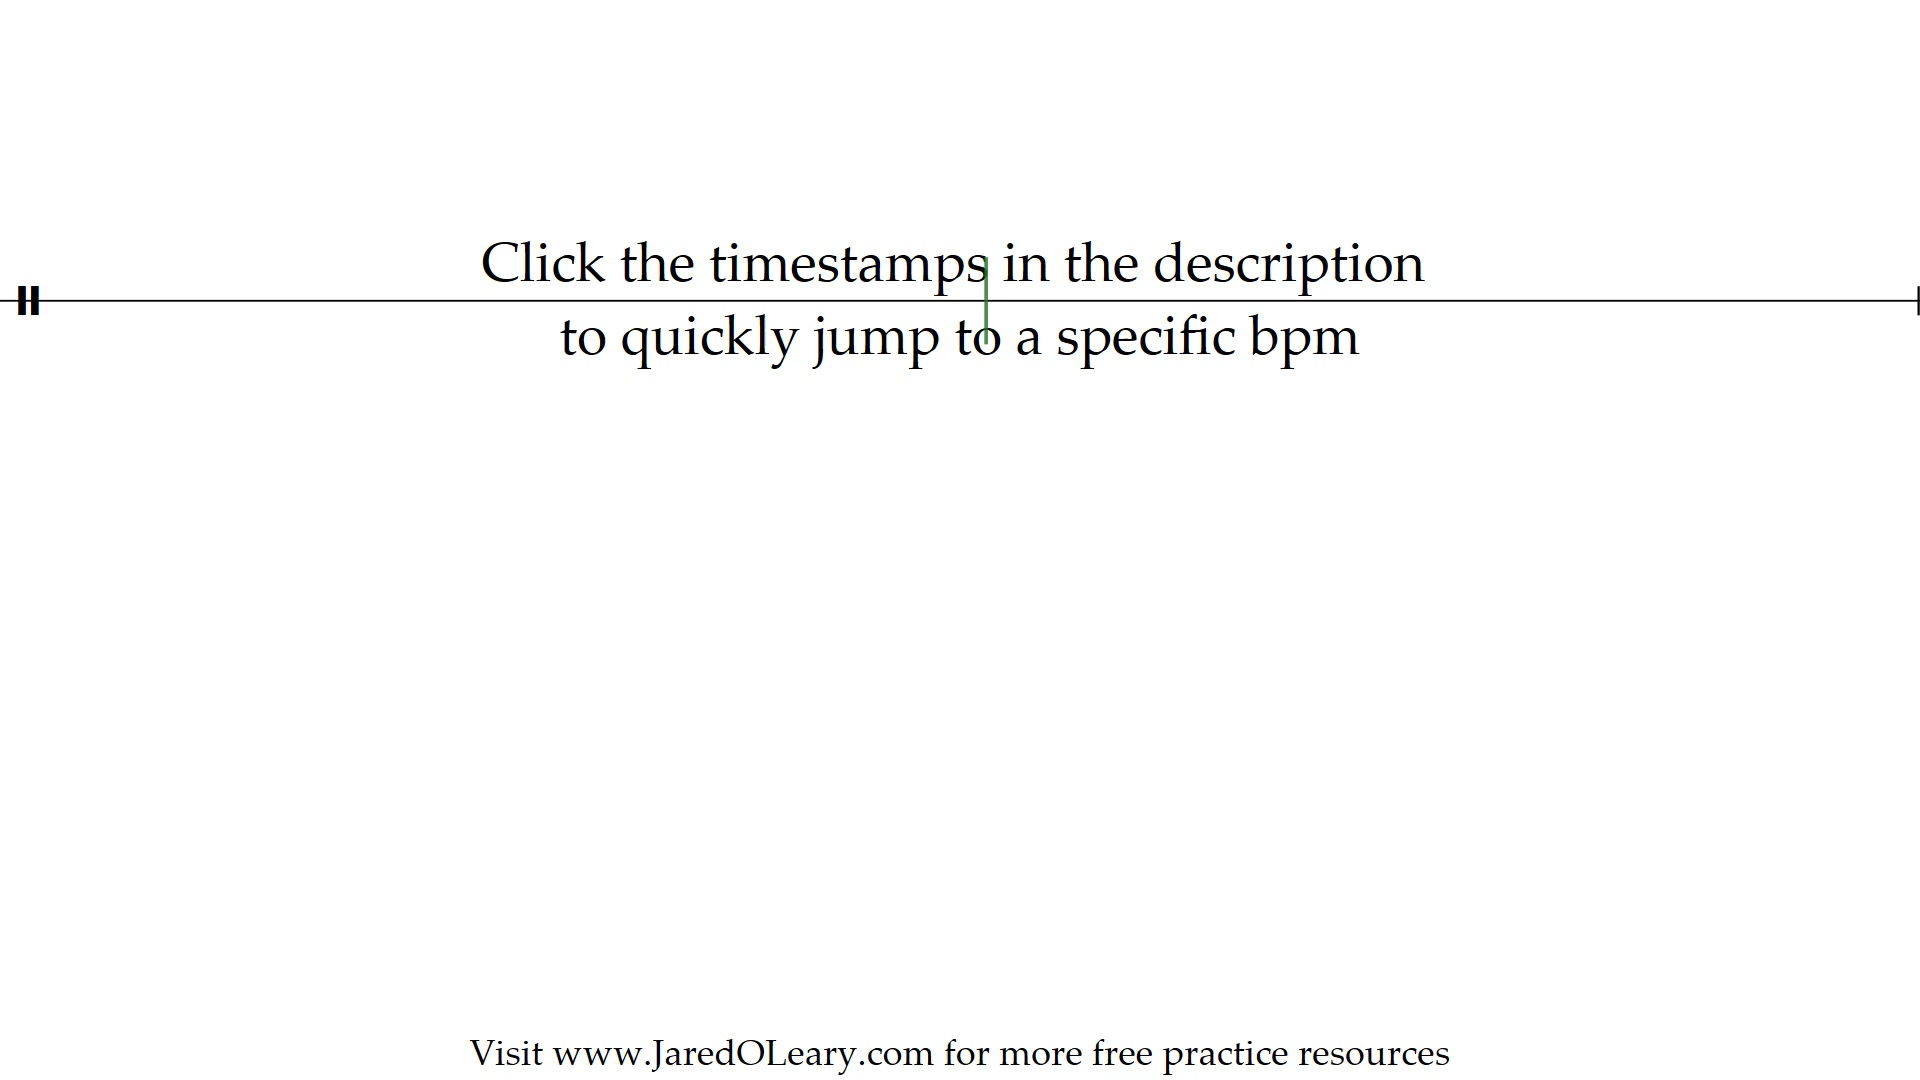 Click the timestamps in the description
to quickly jump to a specific bpm
Visit www.JaredOLeary.com for more free practice resources